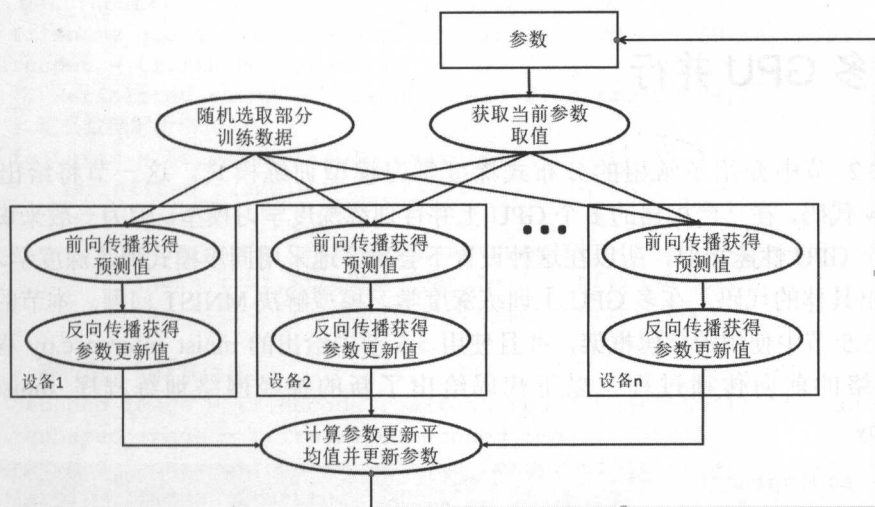 参数
随机选取部分
训练数据
获取当前参数
取值
前向传播获得
预测值
前向传播获得
预测值
前向传播获得
预测值
反向传播获得
参数更新值
反向传播获得
参数更新值
反向传播获得
参数更新值
设备1
设备2
设备n
计算参数更新平
均值并更新参数